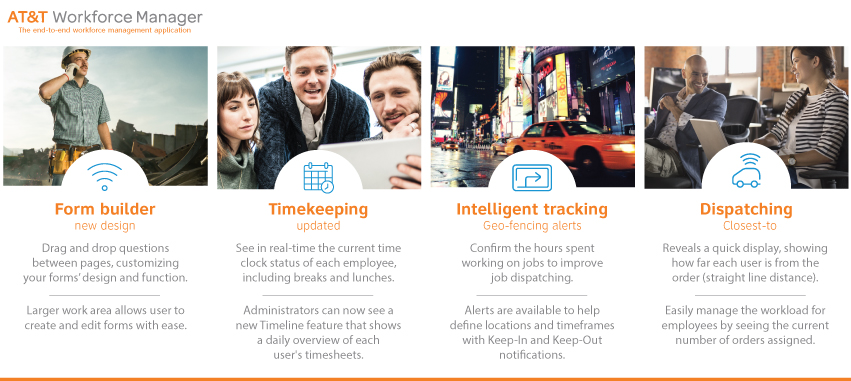 AT&T Workforce Manager
The end-to-end workforce management application
Form builder
new design
Drag and drop questions
between pages, customizing
your forms' design and function.
Larger work area allows user to
create and edit forms with ease.
Timekeeping
updated
See in real-time the current time
clock status of each employee,
including breaks and lunches.
Administrators can now see a
new Timeline feature that shows
a daily overview of each
user's timesheets.
Intelligent tracking
Geo-fencing alerts
Confirm the hours spent
working on jobs to improve
job dispatching.
Alerts are available to help
define locations and timeframes
with Keep-In and Keep-Out
notifications.
Dispatching
Closest-to
Reveals a quick display, showing
how far each user is from the
order (straight line distance).
Easily manage the workload for
employees by seeing the current
number of orders assigned.